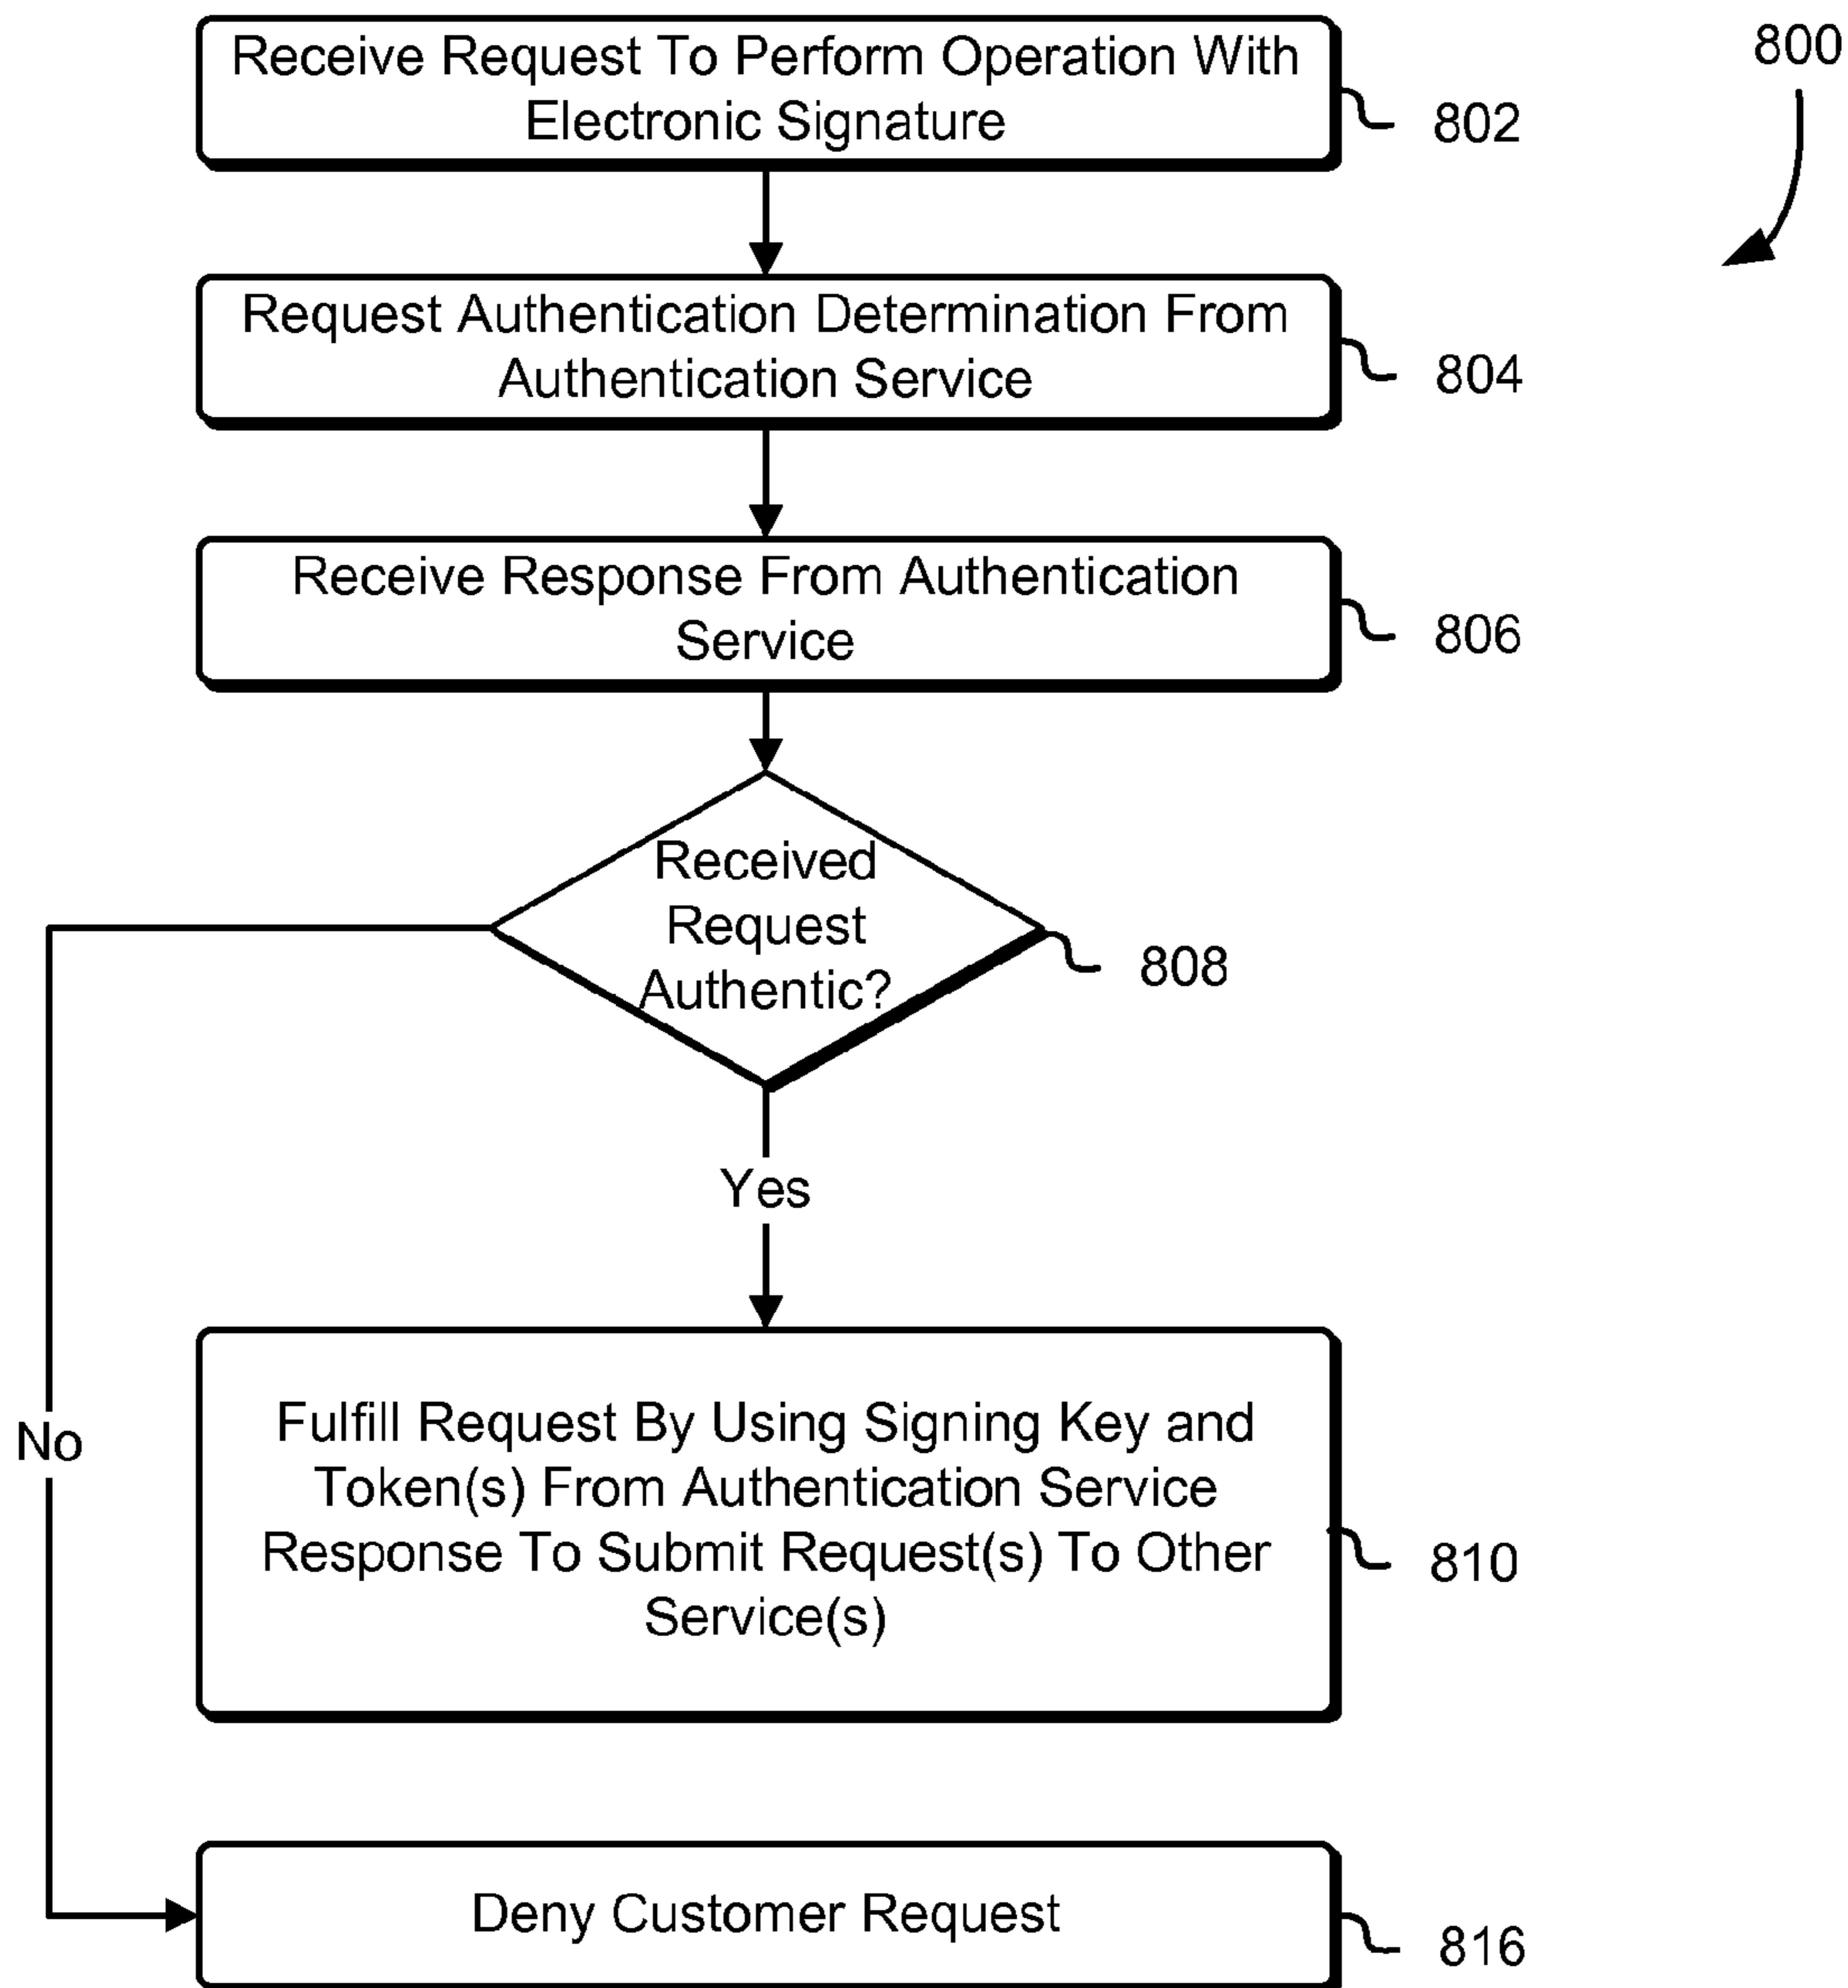 800
Receive Request To Perform Operation With
Electronic Signature
802
Request Authentication Determination From
Authentication Service
804
Receive Response From Authentication
Service
806
Received
Request
Authentic?
808
Yes
No
Fulfill Request By Using Signing Key and
Token(s) From Authentication Service
Response To Submit Request(s) To Other
Service(s)
810
Deny Customer Request
816